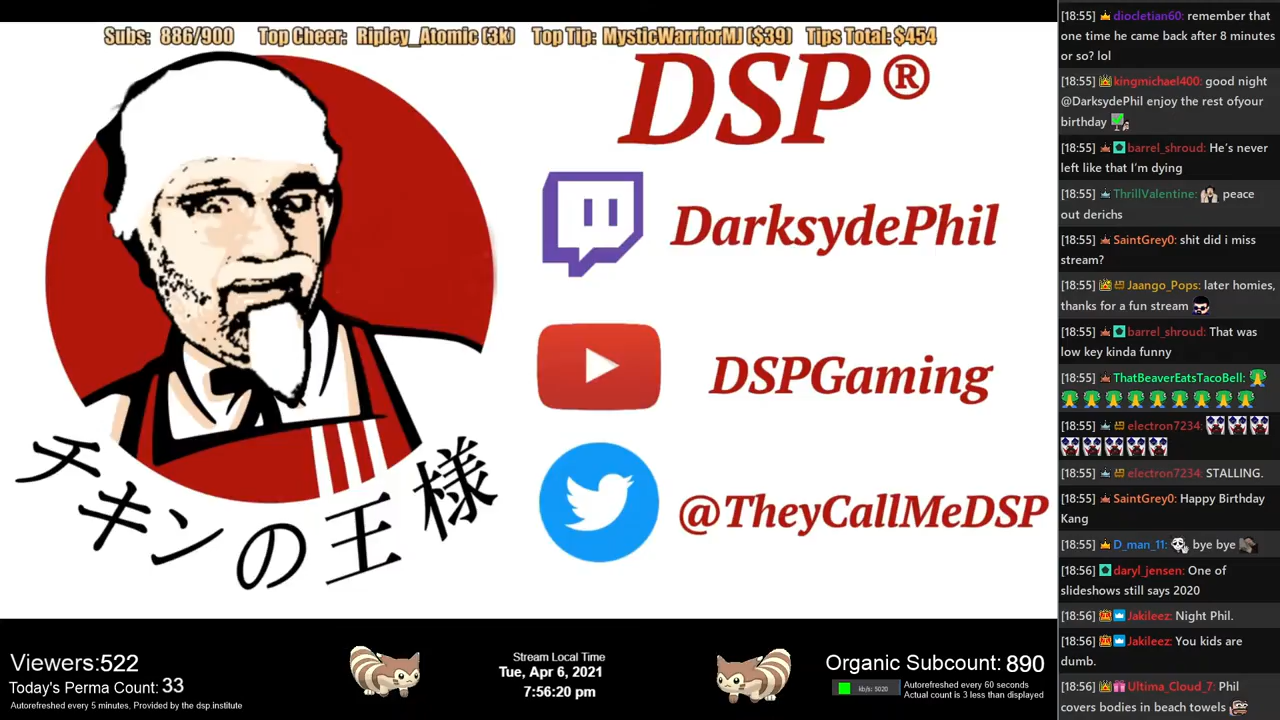 Subs: 886/900 Top Cheer: Ripley_Atomic (3k) Top Tip: MysticWarriorMJ ($39) Tips Total: $454
DSP®
DarksydePhil
DSPGaming
@TheyCallMeDSP
チキンの王様
Viewers:522
Today's Perma Count: 33
Autorefreshed every 5 minutes, Provided by the dsp.institute
Stream Local Time
Tue, Apr 6, 2021
7:56:20 pm
Organic Subcount: 890
kb/s: 5020
Autorefreshed every 60 seconds
Actual count is 3 less than displayed
[18:55] diocletian60: remember that
one time he came back after 8 minutes
or so? lol
[18:55] kingmichael400: good night
@DarksydePhil enjoy the rest ofyour
birthday
[18:55] barrel_shroud: He's never
left like that I'm dying
[18:55] ThrillValentine: peace
out derichs
[18:55] SaintGrey0: shit did i miss
stream?
[18:55] Jaango_Pops: later homies,
thanks for a fun stream
[18:55] barrel_shroud: That was
low key kinda funny
[18:55] ThatBeaverEatsTacoBell:
[18:55] electron7234:
[18:55] electron7234: STALLING.
[18:55] SaintGrey0: Happy Birthday
Kang
[18:55] D_man_11: bye bye
[18:56] daryl_jensen: One of
slideshows still says 2020
[18:56] Jakileez: Night Phil.
[18:56] Jakileez: You kids are
dumb.
[18:56] Ultima_Cloud_7: Phil
covers bodies in beach towels